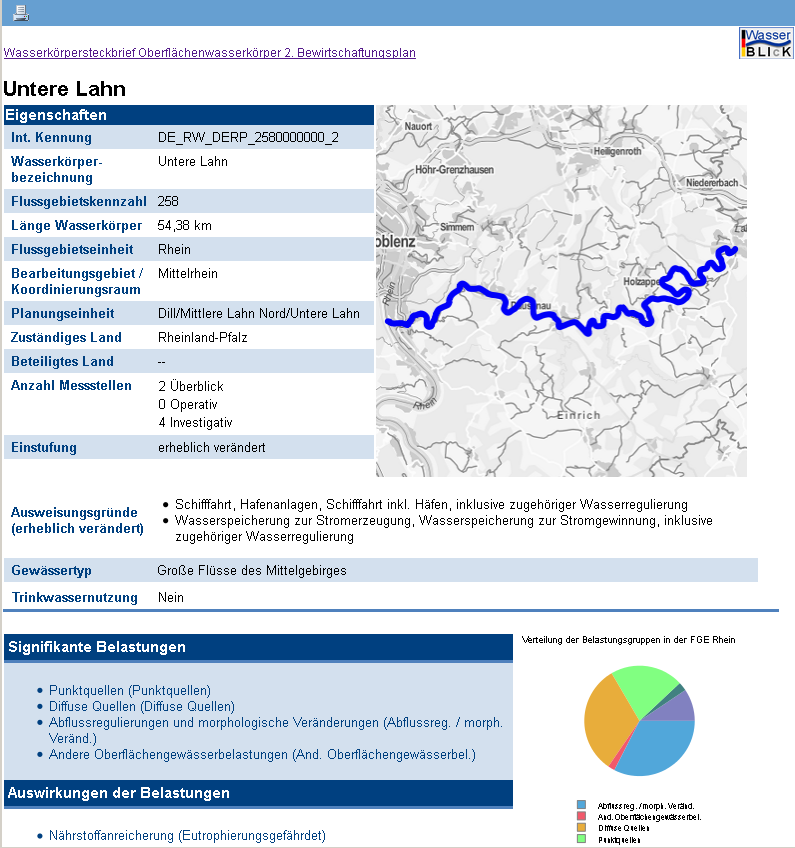 Wasser
BLIcK
Wasserkörpersteckbrief Oberflächenwasserkörper 2. Bewirtschaftungsplan
Untere Lahn
Eigenschaften
Int. Kennung DE_RW_DERP_2580000000_2
Wasserkörper- Untere Lahn
bezeichnung
Flussgebietskennzahl 258
Länge Wasserkörper 54,38 km
Flussgebietseinheit Rhein
Bearbeitungsgebiet / Mittelrhein
Koordinierungsraum
Planungseinheit Dill/Mittlere Lahn Nord/Untere Lahn
Zuständiges Land Rheinland-Pfalz
Beteiligtes Land --
Anzahl Messstellen 2 Überblick
0 Operativ
4 Investigativ
Einstufung erheblich verändert
Nauort
Heiligenroth
Höhr-Grenzhausen
Niedererbach
Simmern
oblenz
Rhein
Holzappe
nau
Rhein
Einrich
Ausweisungsgründe
(erheblich verändert)
• Schifffahrt, Hafenanlagen, Schifffahrt inkl. Häfen, inklusive zugehöriger Wasserregulierung
• Wasserspeicherung zur Stromerzeugung, Wasserspeicherung zur Stromgewinnung, inklusive
zugehöriger Wasserregulierung
Gewässertyp Große Flüsse des Mittelgebirges
Trinkwassernutzung Nein
Signifikante Belastungen
• Punktquellen (Punktquellen)
• Diffuse Quellen (Diffuse Quellen)
• Abflussregulierungen und morphologische Veränderungen (Abflussreg. / morph.
Veränd.)
• Andere Oberflächengewässerbelastungen (And. Oberflächengewässerbel.)
Auswirkungen der Belastungen
• Nährstoffanreicherung (Eutrophierungsgefährdet)
Verteilung der Belastungsgruppen in der FGE Rhein
Abflussreg. / morph. Veränd.
And. Oberflächengewässerbel.
Diffuse Quellen
Punktquellen